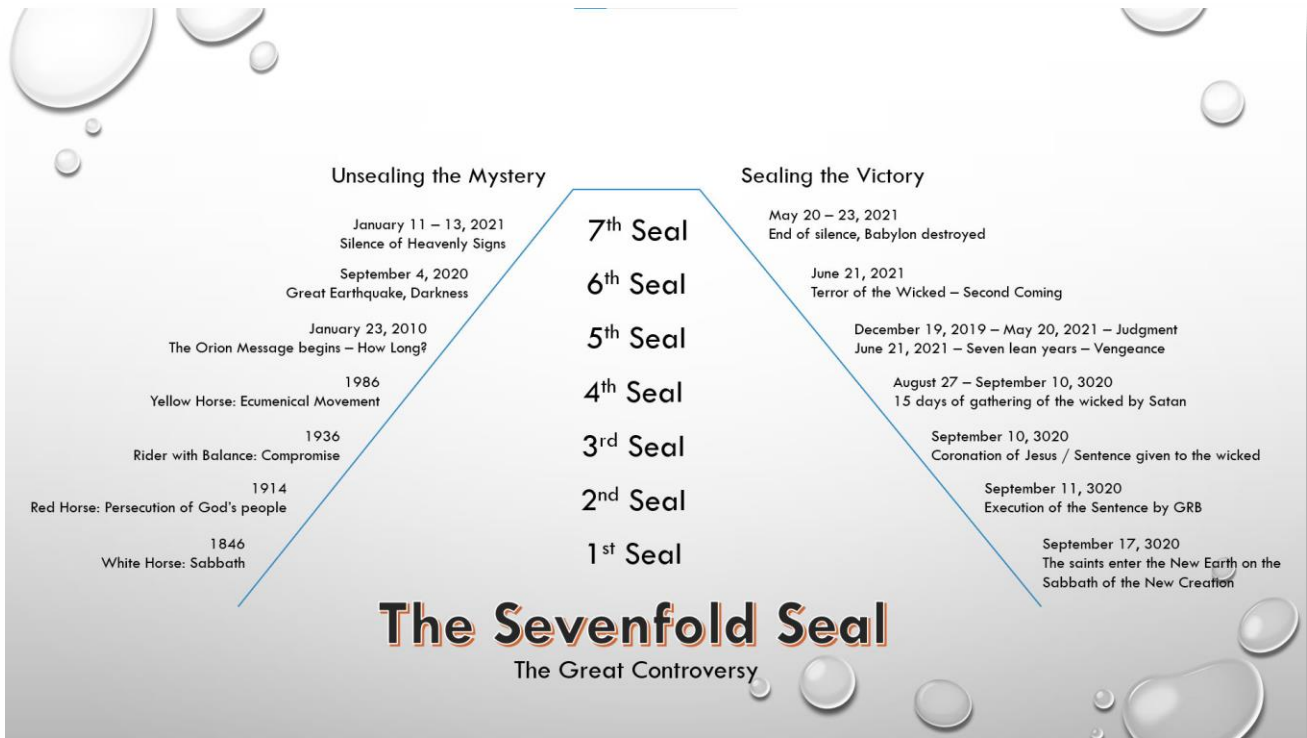 Unsealing the Mystery
January 11 – 13, 2021
Silence of Heavenly Signs
September 4, 2020
Great Earthquake, Darkness
January 23, 2010
The Orion Message begins – How Long?
1986
Yellow Horse: Ecumenical Movement
1936
Rider with Balance: Compromise
1914
Red Horse: Persecution of God's people
1846
White Horse: Sabbath
7th Seal
6th Seal
5th Seal
4th Seal
3rd Seal
2nd Seal
1st Seal
Sealing the Victory
May 20 – 23, 2021
End of silence, Babylon destroyed
June 21, 2021
Terror of the Wicked – Second Coming
December 19, 2019 – May 20, 2021 – Judgment
June 21, 2021 – Seven lean years – Vengeance
August 27 – September 10, 3020
15 days of gathering of the wicked by Satan
September 10, 3020
Coronation of Jesus / Sentence given to the wicked
September 11, 3020
Execution of the Sentence by GRB
September 17, 3020
The saints enter the New Earth on the
Sabbath of the New Creation
The Sevenfold Seal
The Great Controversy